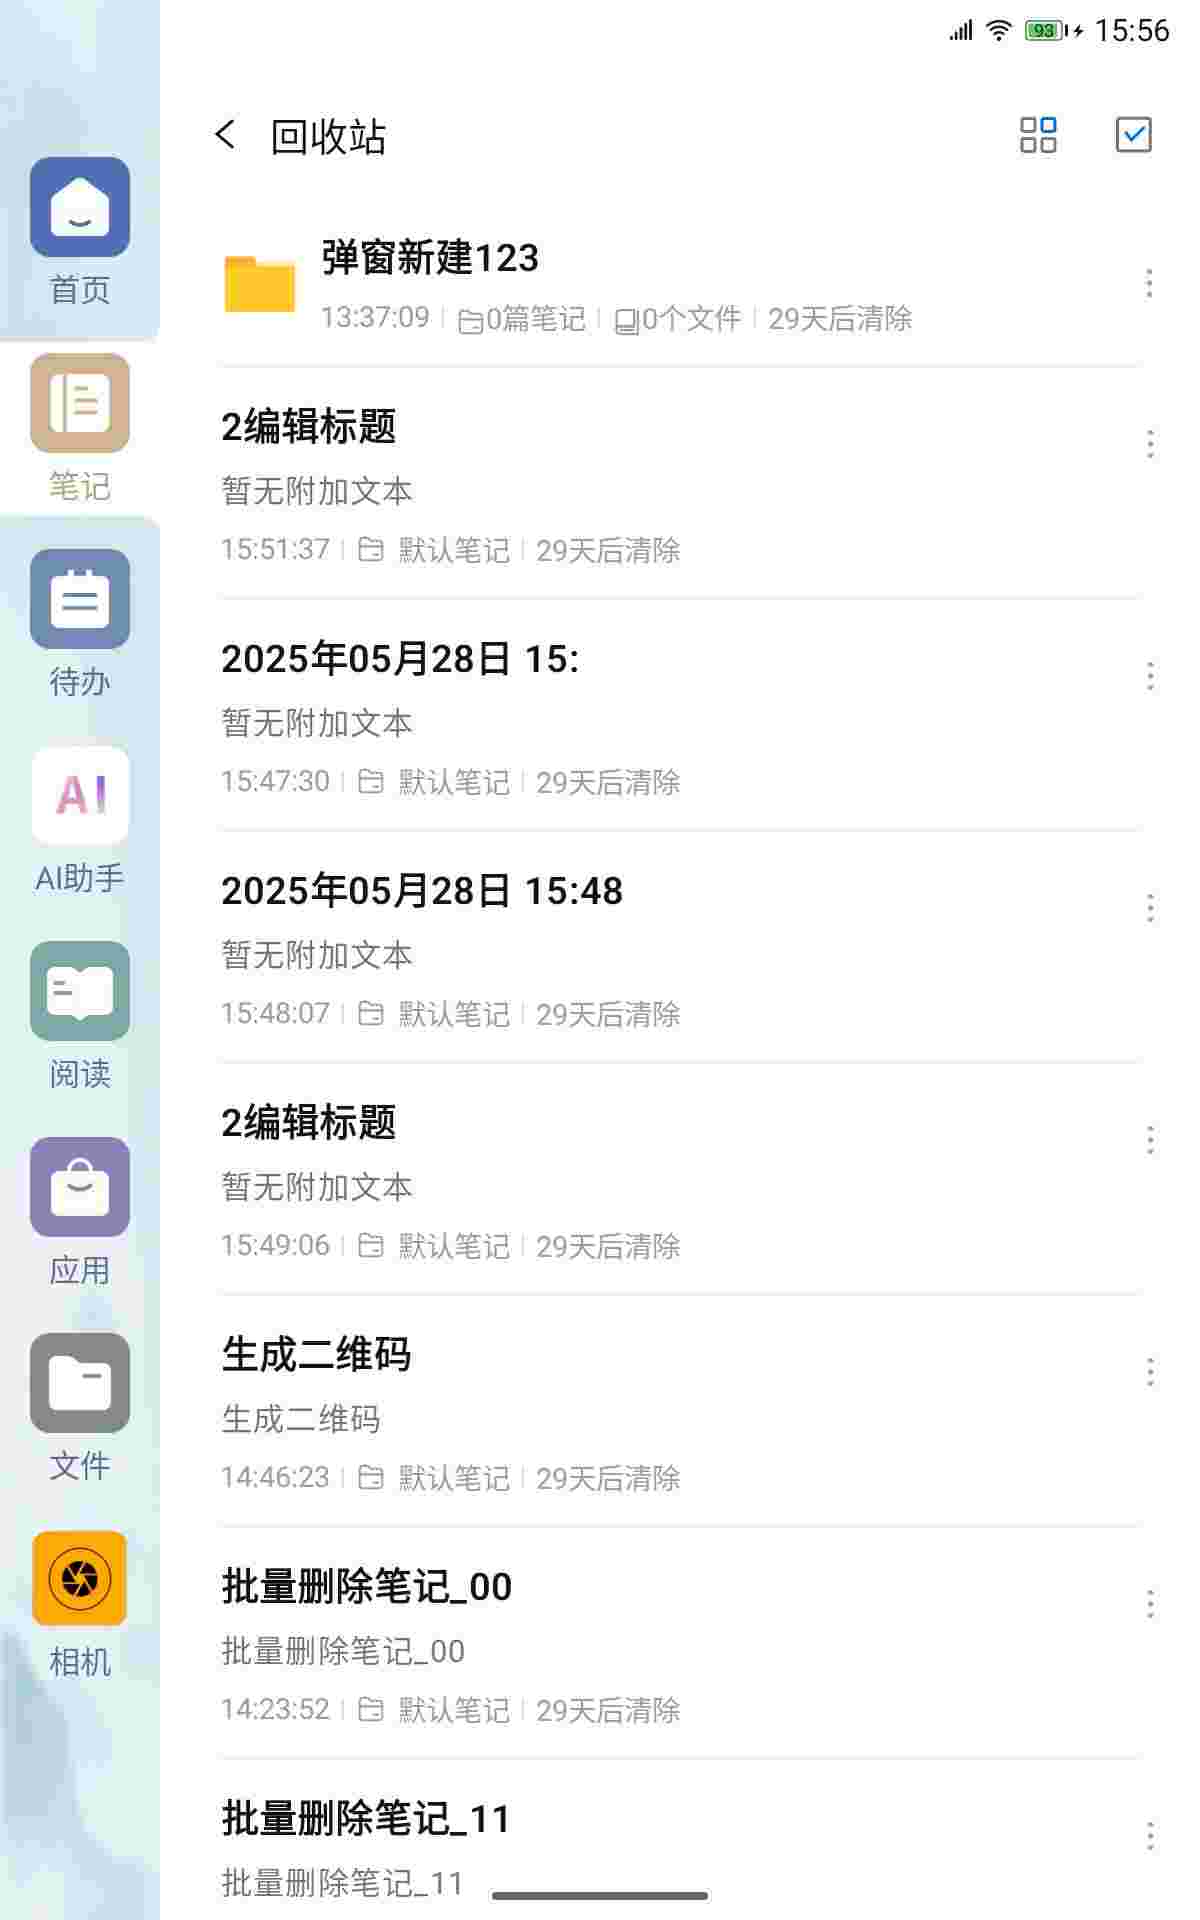 93
15:56
回收站
弹窗新建123
13:37:09 0篇笔记 0个文件 29天后清除
2编辑标题
暂无附加文本
15:51:37 默认笔记 29天后清除
2025年05月28日 15:
暂无附加文本
15:47:30 默认笔记 29天后清除
2025年05月28日 15:48
暂无附加文本
15:48:07 默认笔记 29天后清除
2编辑标题
暂无附加文本
15:49:06 默认笔记 29天后清除
生成二维码
生成二维码
14:46:23 默认笔记 29天后清除
批量删除笔记_00
批量删除笔记_00
14:23:52 默认笔记 29天后清除
批量删除笔记_11
批量删除笔记_11
首页
笔记
待办
AI
AI助手
阅读
应用
文件
相机